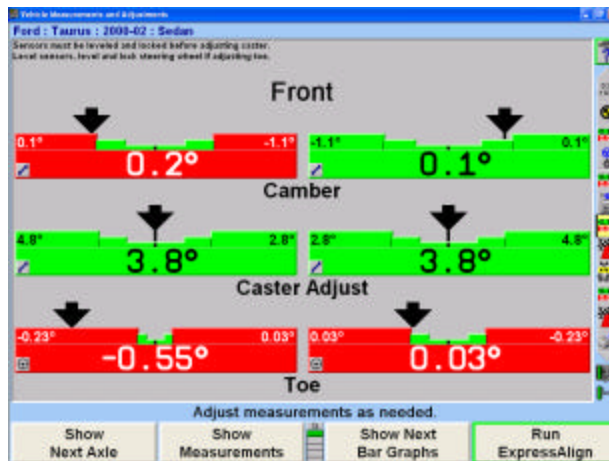 Vehicle Measurements and Adjustments
Ford : Taurus : 2000-02 : Sedan
Sensors must be leveled and locked before adjusting caster.
Level sensors, level and lock steering wheel if adjusting toe.
Front
0.1° -1.1° -1.1° 0.1°
0.2° 0.1°
Camber
4.8° 2.8° 2.8° 4.8°
3.8° 3.8°
Caster Adjust
-0.23° 0.03° 0.03° -0.23°
-0.55° 0.03°
Toe
Adjust measurements as needed.
Show Show Show Next Run
Next Axle Measurements Bar Graphs ExpressAlign